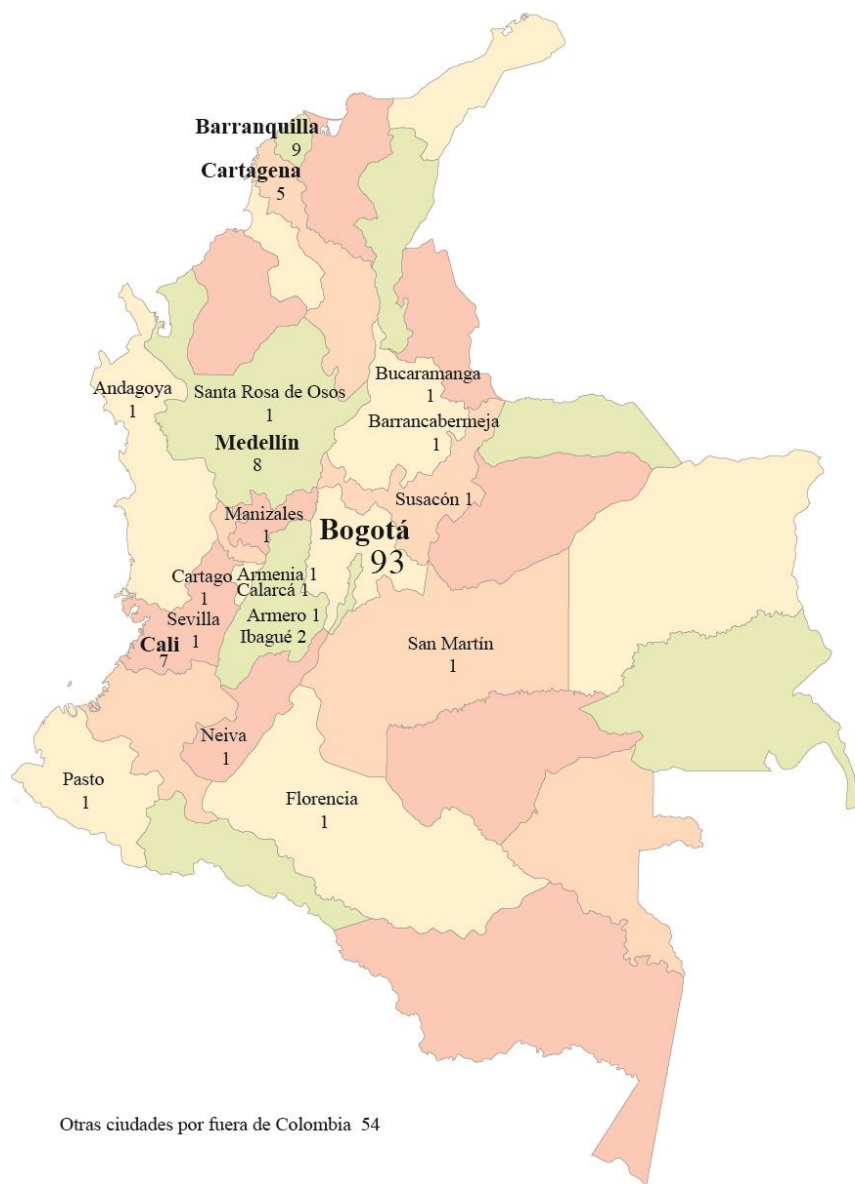 Barranquilla
9
Cartagena
5
Andagoya
1
Santa Rosa de Osos
1
Medellín
8
Bucaramanga
1
Barrancabermeja
1
Susacón 1
Manizales
1
Bogotá
93
Cartago
1
Armenia 1
Calarcá 1
Sevilla
1
Armero 1
Ibagué 2
Cali
7
San Martín
1
Neiva
1
Pasto
1
Florencia
1
Otras ciudades por fuera de Colombia 54